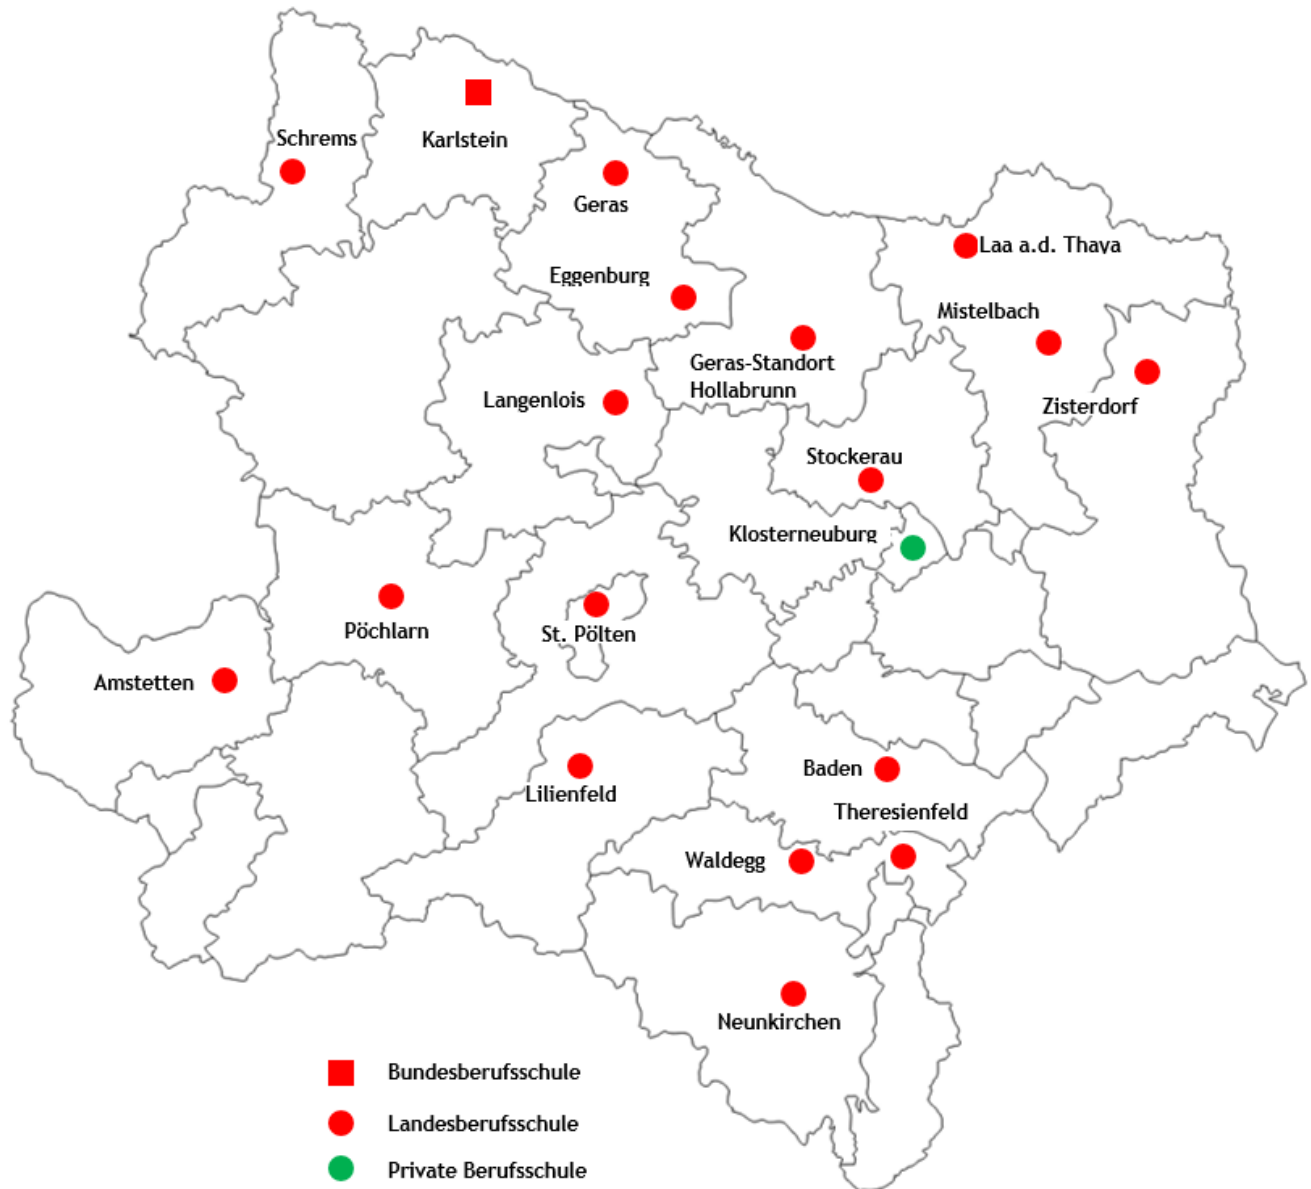 Schrems
Karlstein
Geras
Laa a.d. Thaya
Eggenburg
Mistelbach
Geras-Standort
Hollabrunn
Langenlois
Zisterdorf
Stockerau
Klosterneuburg
Pöchlarn
St. Pölten
Amstetten
Baden
Lilienfeld
Theresienfeld
Waldegg
Neunkirchen
Bundesberufsschule
Landesberufsschule
Private Berufsschule